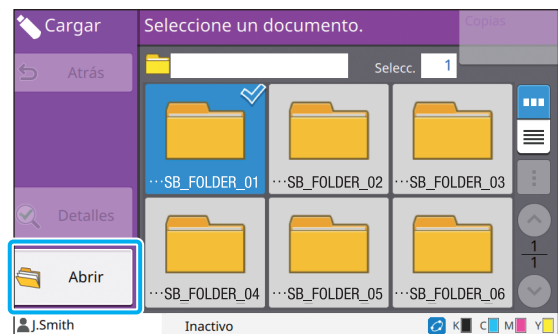 Cargar
Seleccione un documento.
Copias
Atrás
Selecc. 1
···SB_FOLDER_01
···SB_FOLDER_02
···SB_FOLDER_03
Detalles
1
1
Abrir
···SB_FOLDER_04
···SB_FOLDER_05
···SB_FOLDER_06
J.Smith
Inactivo
K C M Y